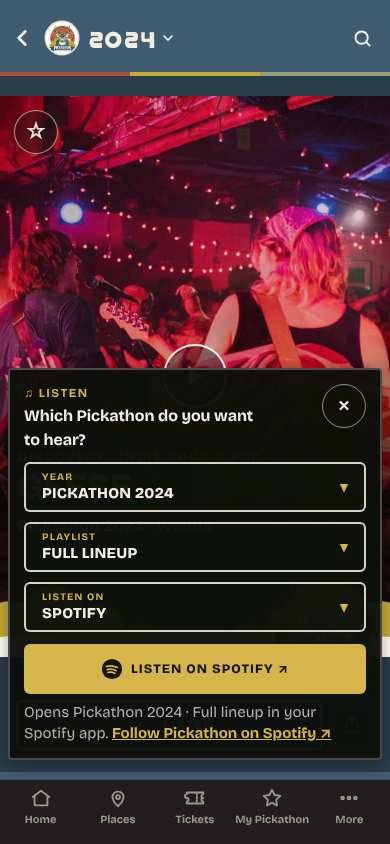 2024
♫ LISTEN
Which Pickathon do you want
to hear?
YEAR
PICKATHON 2024
PLAYLIST
FULL LINEUP
LISTEN ON
SPOTIFY
LISTEN ON SPOTIFY ↗
Opens Pickathon 2024 · Full lineup in your
Spotify app. Follow Pickathon on Spotify ↗
Home
Places
Tickets
My Pickathon
More